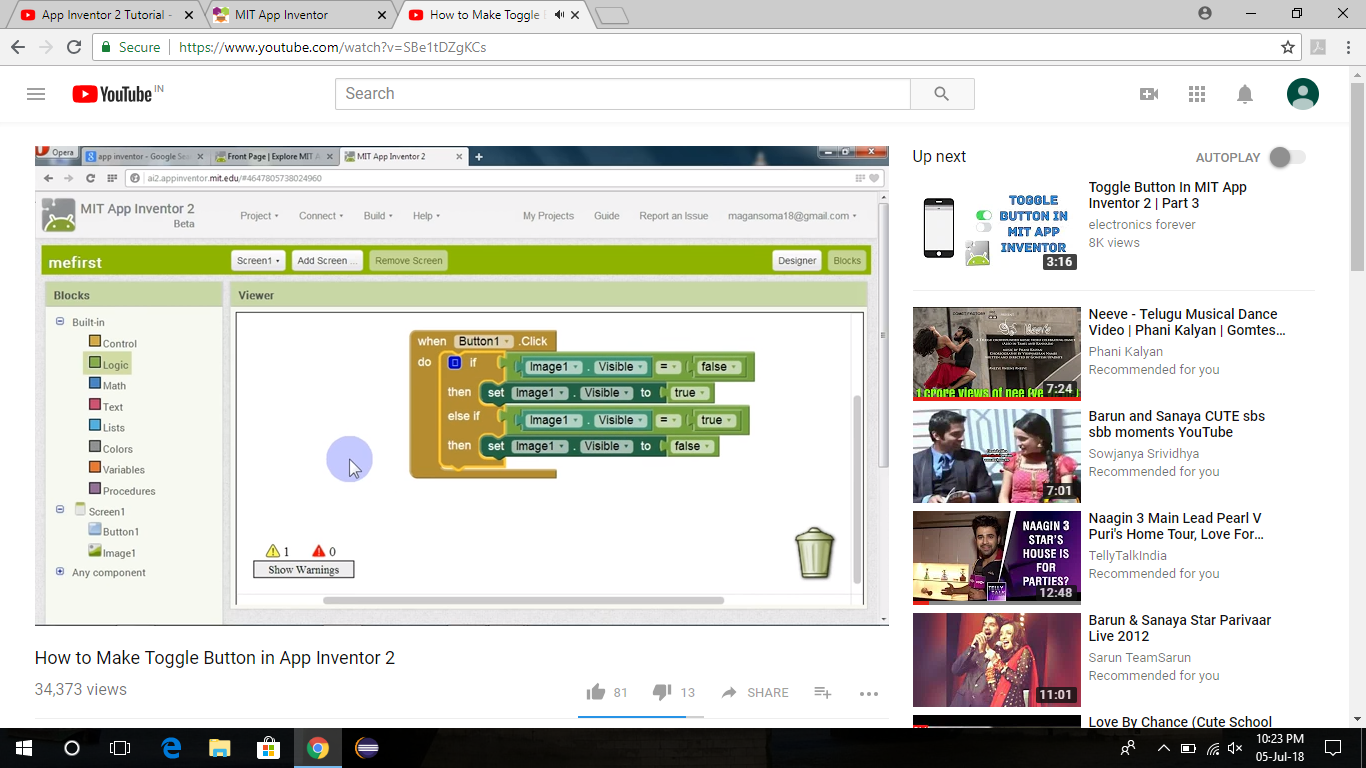 App Inventor 2 Tutorial -
MIT App Inventor
How to Make Toggle
Secure
https://www.youtube.com/watch?v=SBe1tDZgKCs
YouTube IN
Search
Opera
app inventor - Google Sea
Front Page | Explore MIT A
MIT App Inventor 2
ai2.appinventor.mit.edu/#4647805738024960
MIT App Inventor 2
Beta
Project
Connect
Build
Help
My Projects
Guide
Report an Issue
magansoma18@gmail.com
mefirst
Screen1
Add Screen ...
Remove Screen
Designer
Blocks
Blocks
Built-in
Control
Logic
Math
Text
Lists
Colors
Variables
Procedures
Screen1
Button1
Image1
Any component
Viewer
when Button1 .Click
do if Image1 . Visible = false
then set Image1 . Visible to true
else if Image1 . Visible = true
then set Image1 . Visible to false
1 0
Show Warnings
How to Make Toggle Button in App Inventor 2
34,373 views
81
13
SHARE
Up next
AUTOPLAY
TOGGLE
BUTTON IN
MIT APP
INVENTOR
3:16
Toggle Button In MIT App
Inventor 2 | Part 3
electronics forever
8K views
Neeve
1 crore views of nee
7:24
Neeve - Telugu Musical Dance
Video | Phani Kalyan | Gomtes...
Phani Kalyan
Recommended for you
7:01
Barun and Sanaya CUTE sbs
sbb moments YouTube
Sowjanya Srividhya
Recommended for you
NAAGIN 3
STAR'S
HOUSE IS
FOR
PARTIES?
12:48
Naagin 3 Main Lead Pearl V
Puri's Home Tour, Love For...
TellyTalkIndia
Recommended for you
11:01
Barun & Sanaya Star Parivaar
Live 2012
Sarun TeamSarun
Recommended for you
Love By Chance (Cute School
10:23 PM
05-Jul-18